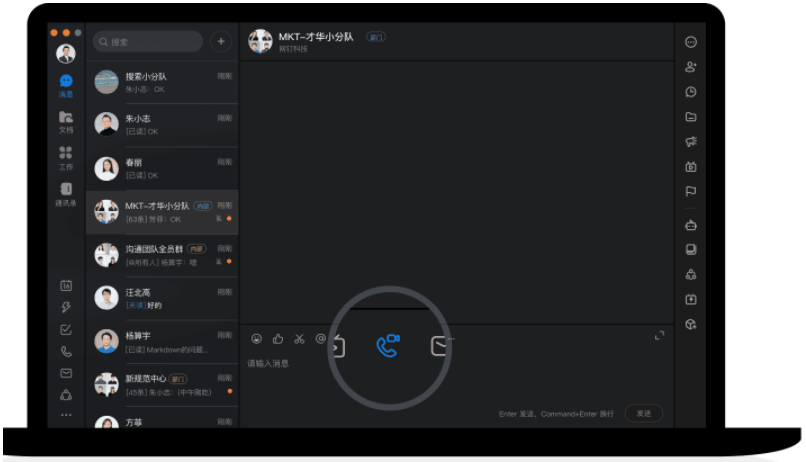 搜索
消息
文档
工作
通讯录
16
搜索小分队 刚刚
朱小志: OK
朱小志 刚刚
[已读] OK
春丽 刚刚
[已读] OK
MKT-才华小分队 内部 刚刚
[63条] 芳菲: OK
沟通团队全员群 内部 刚刚
[@所有人] 杨算宇: 嗯
汪北高 刚刚
[未读] 好的
杨算宇 刚刚
[已读] Markdown的问题...
新规范中心 部门 刚刚
[45条] 朱小志: (中午刚吃)
方菲 刚刚
MKT-才华小分队 部门
钉钉科技
请输入消息
Enter 发送, Command+Enter 换行
发送